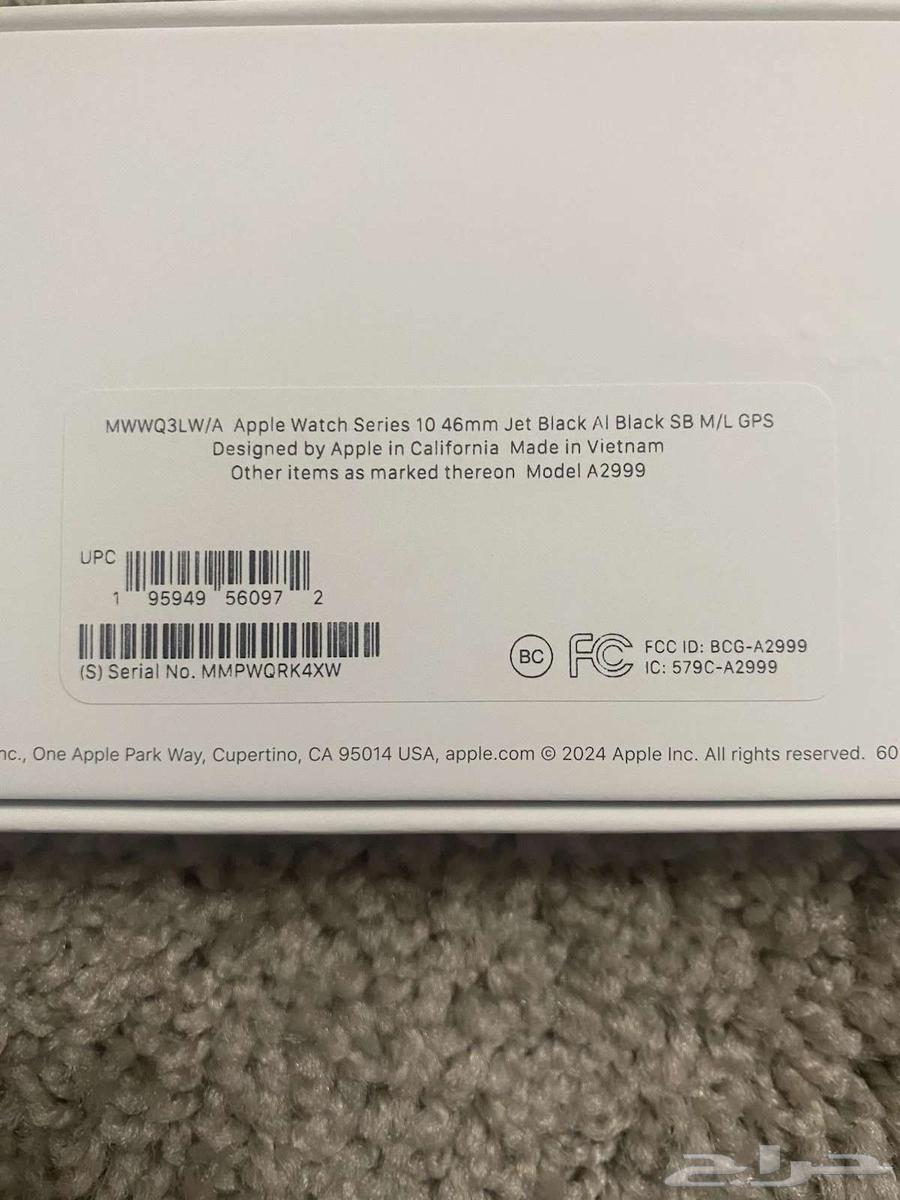 MWWQ3LW/A Apple Watch Series 10 46mm Jet Black Al Black SB M/L GPS
Designed by Apple in California Made in Vietnam
Other items as marked thereon Model A2999
UPC
1 95949 56097 2
(S) Serial No. MMPWQRK4XW
BC FC FCC ID: BCG-A2999
IC: 579C-A2999
nc., One Apple Park Way, Cupertino, CA 95014 USA, apple.com © 2024 Apple Inc. All rights reserved. 60
حراج